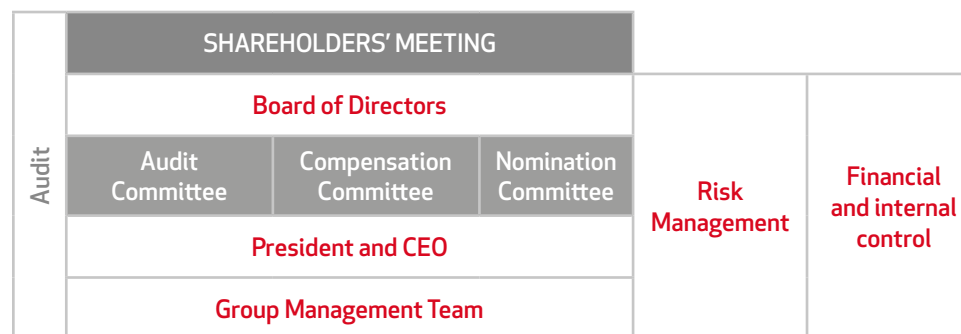 Audit
SHAREHOLDERS’ MEETING
Board of Directors
Audit
Committee
Compensation
Committee
Nomination
Committee
President and CEO
Group Management Team
Risk
Management
Financial
and internal
control